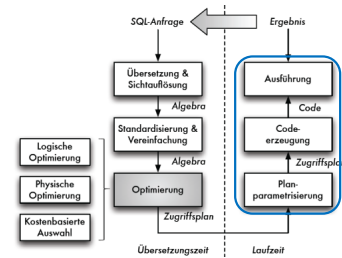 SQL-Anfrage
Ergebnis
Übersetzung &
Sichtauflösung
Ausführung
Algebra
Code
Standardisierung &
Vereinfachung
Code-
erzeugung
Logische
Optimierung
Algebra
Zugriffspla
Physische
Optimierung
Optimierung
Plan-
parametrisierung
Kostenbasierte
Auswahl
Zugriffsplan
Übersetzungszeit
Laufzeit